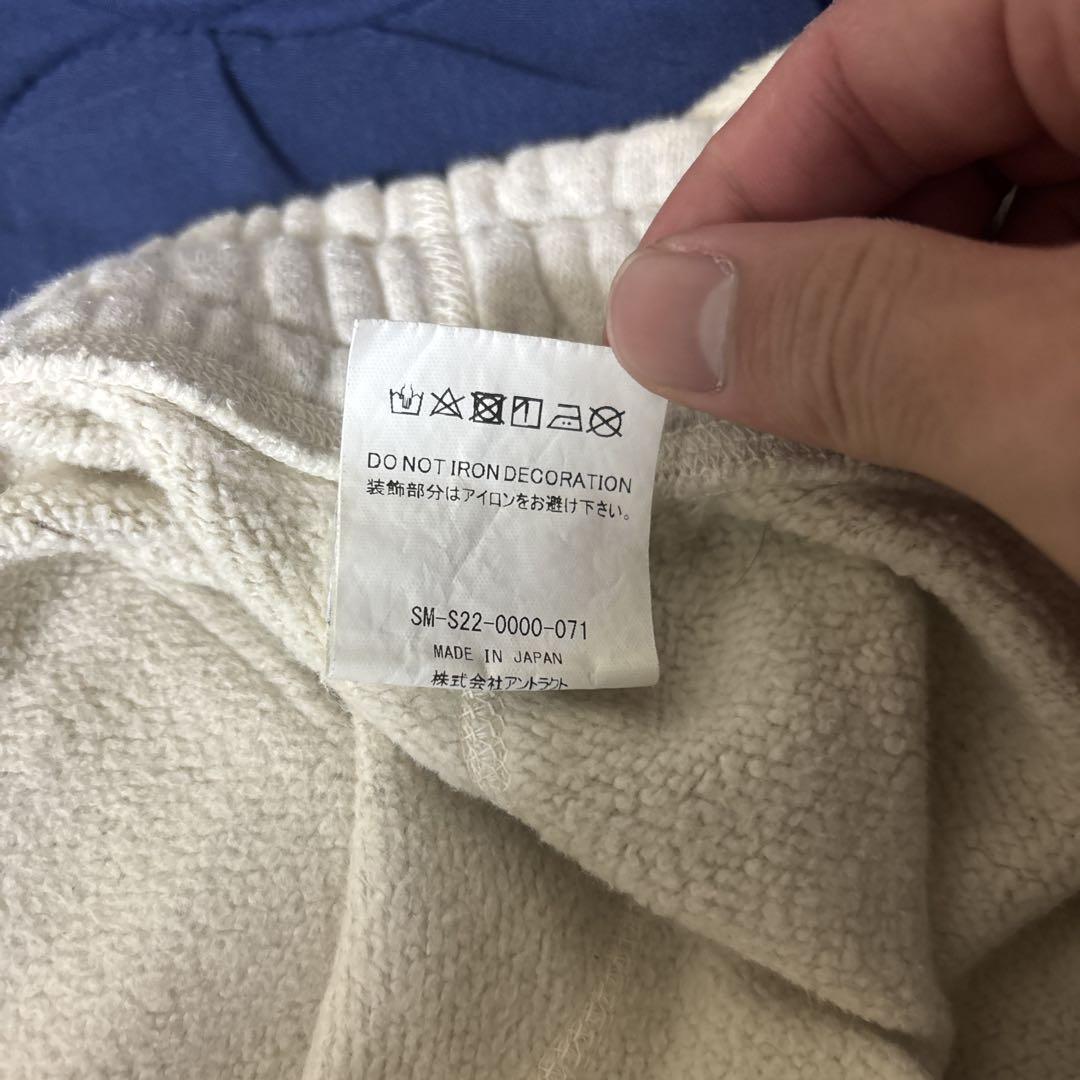 DO NOT IRON DECORATION
装飾部分はアイロンをお避け下さい。
SM-S22-0000-071
MADE IN JAPAN
株式会社アントラクト